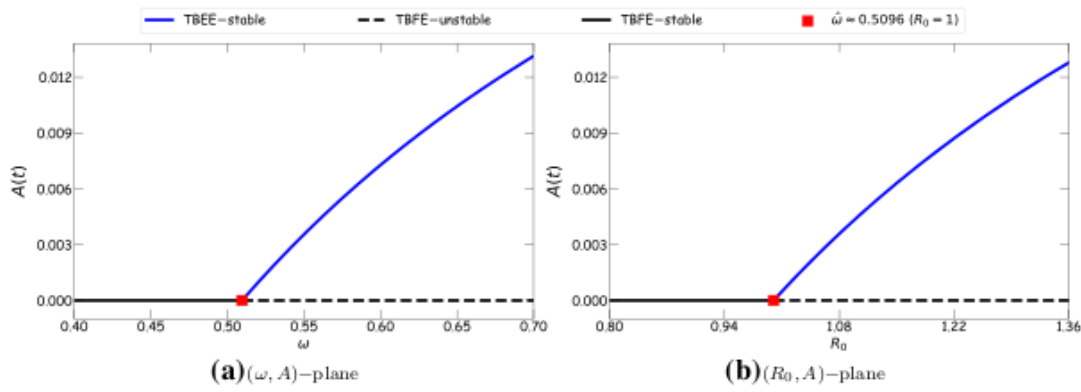 TBEE−stable TBFE−unstable TBFE−stable ω̂ ≈ 0.5096 (R₀ = 1)
0.012 0.012
0.009 0.009
A(t) A(t)
0.006 0.006
0.003 0.003
0.000 0.000
0.40 0.45 0.50 0.55 0.60 0.65 0.70 0.80 0.94 1.08 1.22 1.36
ω R₀
(a)(ω, A)−plane (b)(R₀, A)−plane